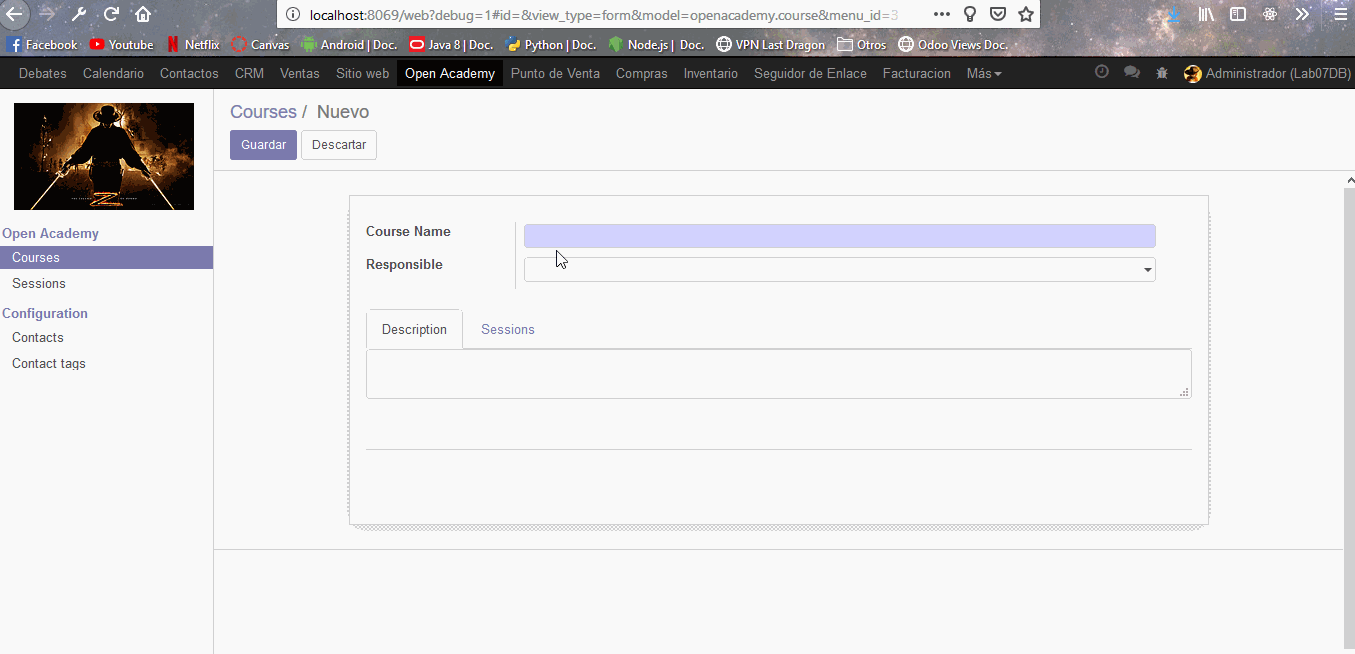 localhost:8069/web?debug=1#id=&view_type=form&model=openacademy.course&menu_id=3
Facebook Youtube Netflix Canvas Android | Doc. Java 8 | Doc. Python | Doc. Node.js | Doc. VPN Last Dragon Otros Odoo Views Doc.
Debates Calendario Contactos CRM Ventas Sitio web Open Academy Punto de Venta Compras Inventario Seguidor de Enlace Facturacion Más Administrador (Lab07DB)
Courses / Nuevo
Guardar Descartar
Open Academy
Courses
Sessions
Configuration
Contacts
Contact tags
Course Name
Responsible
Description Sessions